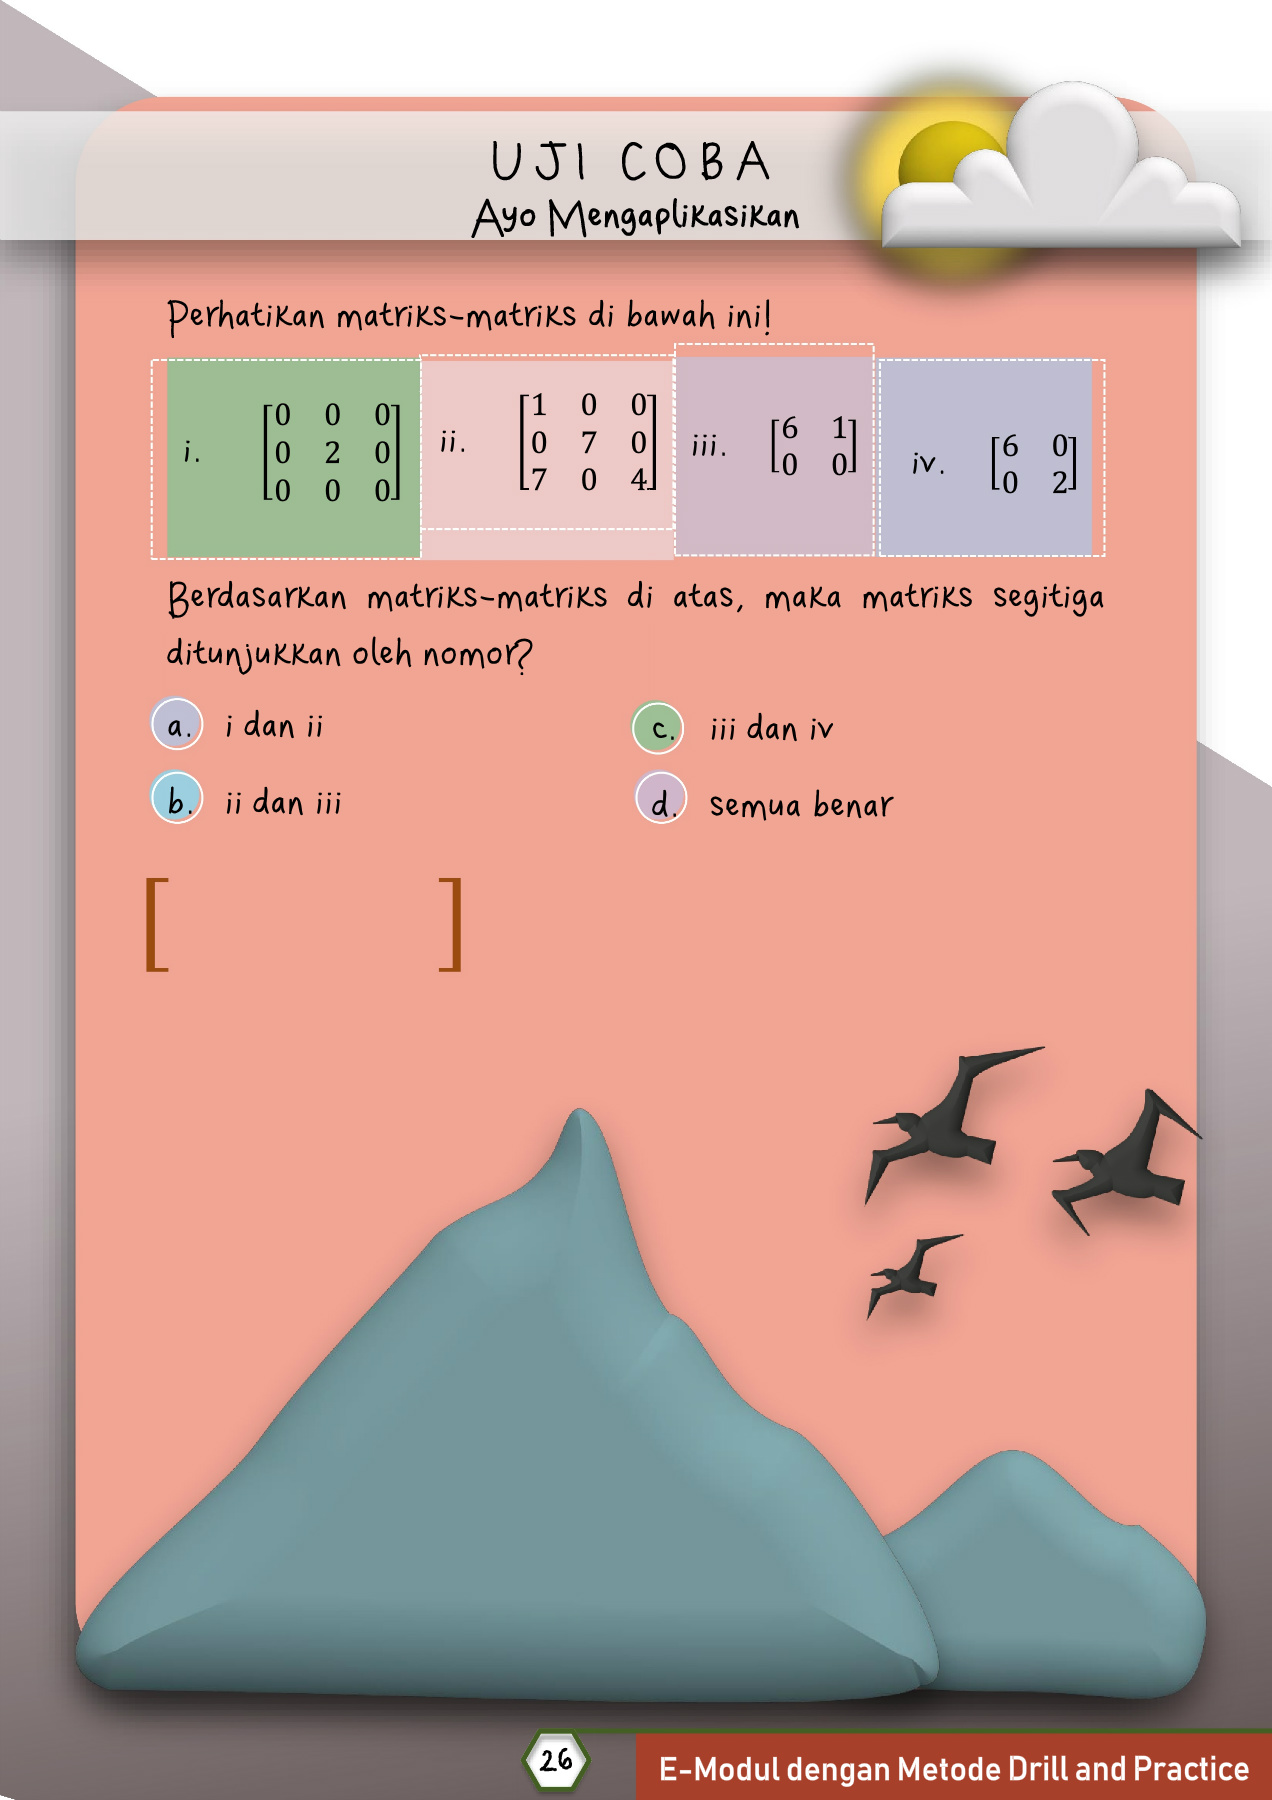 UJI COBA
Ayo Mengaplikasikan
Perhatikan matriks-matriks di bawah ini!
i. [0 0 0
0 2 0
0 0 0]
ii. [1 0 0
0 7 0
7 0 4]
iii. [6 1
0 0]
iv. [6 0
0 2]
Berdasarkan matriks-matriks di atas, maka matriks segitiga
ditunjukkan oleh nomor?
a. i dan ii
b. ii dan iii
c. iii dan iv
d. semua benar
[ ]
26
E-Modul dengan Metode Drill and Practice